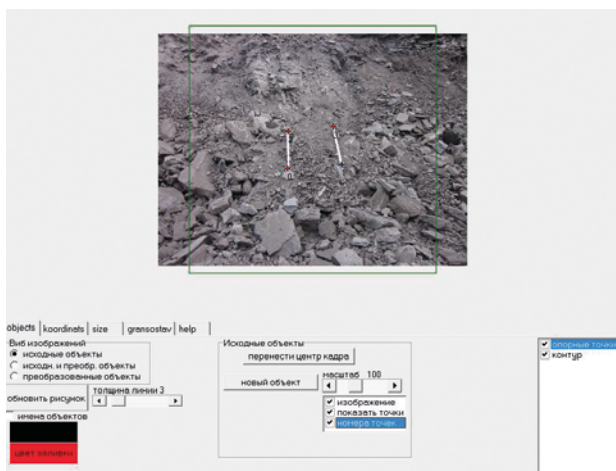 objects koordinats size gransostav help
Виб изображений
исходные объекты
исходн. и преобр. объекты
преобразованные объекты
обновить рисунок
толщина линии 3
имена объектов
цвет заливки
Исходные объекты
перенести центр кадра
новый объект
масштаб 100
изображение
показать точки
номера точек
опорные точки
контур